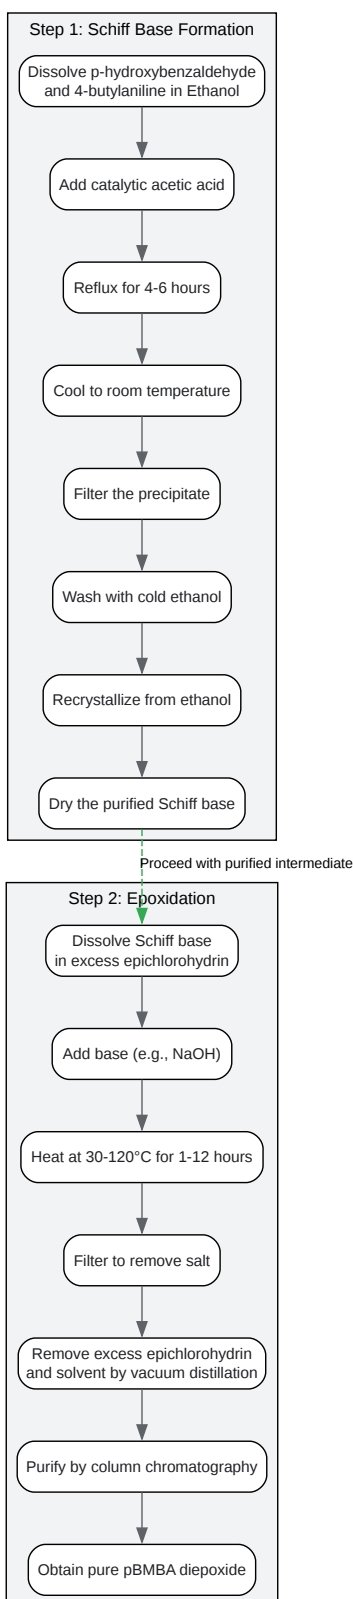 Step 1: Schiff Base Formation
Dissolve p-hydroxybenzaldehyde
and 4-butylaniline in Ethanol
Add catalytic acetic acid
Reflux for 4-6 hours
Cool to room temperature
Filter the precipitate
Wash with cold ethanol
Recrystallize from ethanol
Dry the purified Schiff base
Proceed with purified intermediate
Step 2: Epoxidation
Dissolve Schiff base
in excess epichlorohydrin
Add base (e.g., NaOH)
Heat at 30-120°C for 1-12 hours
Filter to remove salt
Remove excess epichlorohydrin
and solvent by vacuum distillation
Purify by column chromatography
Obtain pure pBMBA diepoxide